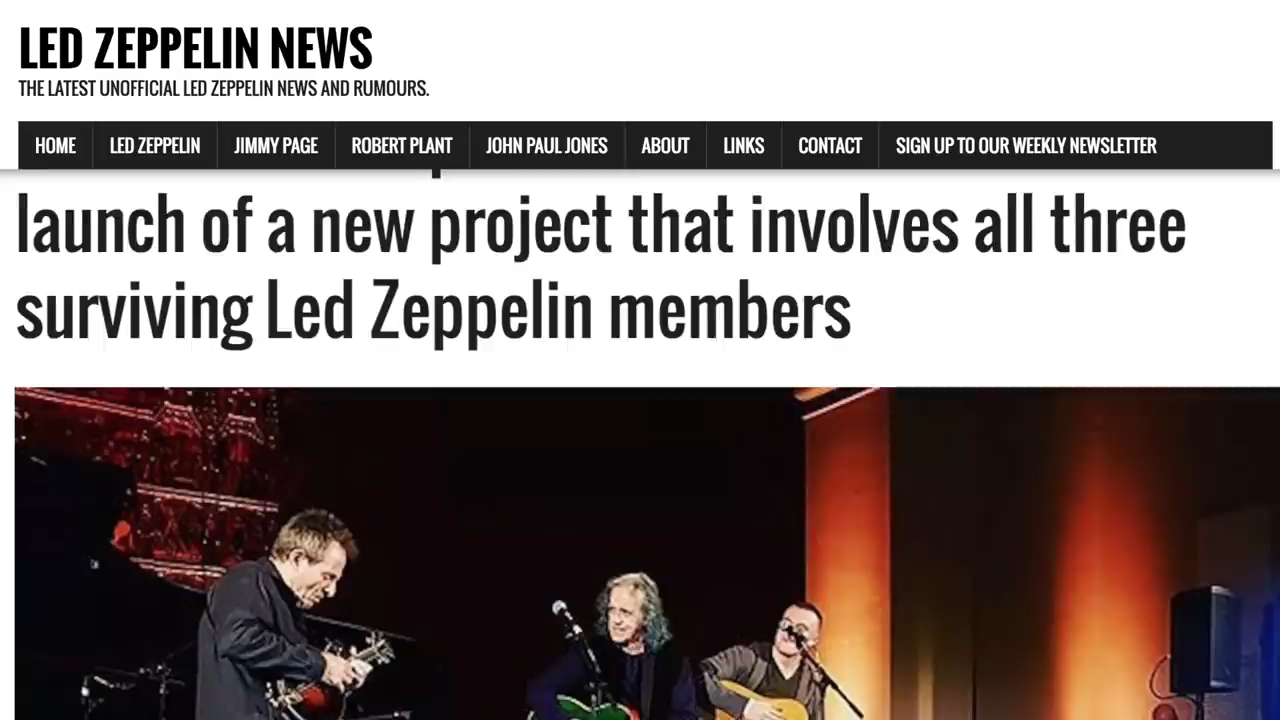 LED ZEPPELIN NEWS
THE LATEST UNOFFICIAL LED ZEPPELIN NEWS AND RUMOURS.
HOME LED ZEPPELIN JIMMY PAGE ROBERT PLANT JOHN PAUL JONES ABOUT LINKS CONTACT SIGN UP TO OUR WEEKLY NEWSLETTER
launch of a new project that involves all three
surviving Led Zeppelin members